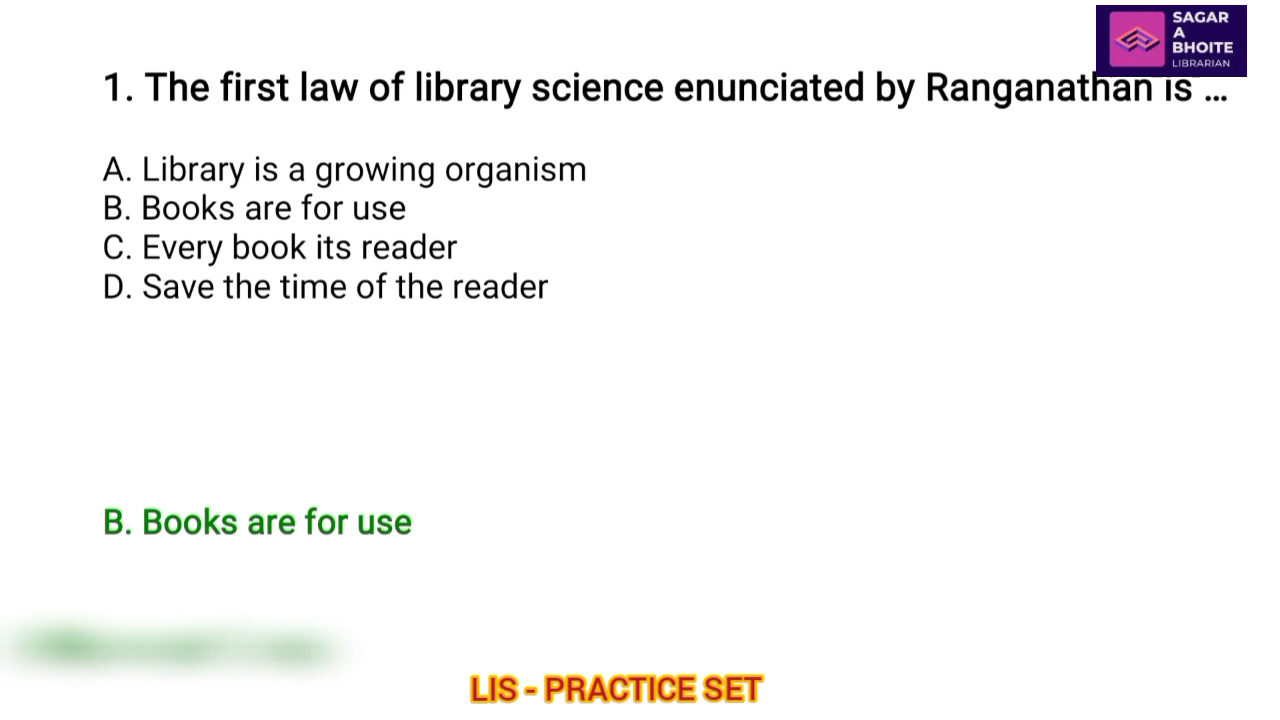 SAGAR
A
BHOITE
LIBRARIAN
1. The first law of library science enunciated by Ranganathan is ...
A. Library is a growing organism
B. Books are for use
C. Every book its reader
D. Save the time of the reader
B. Books are for use
LIS - PRACTICE SET